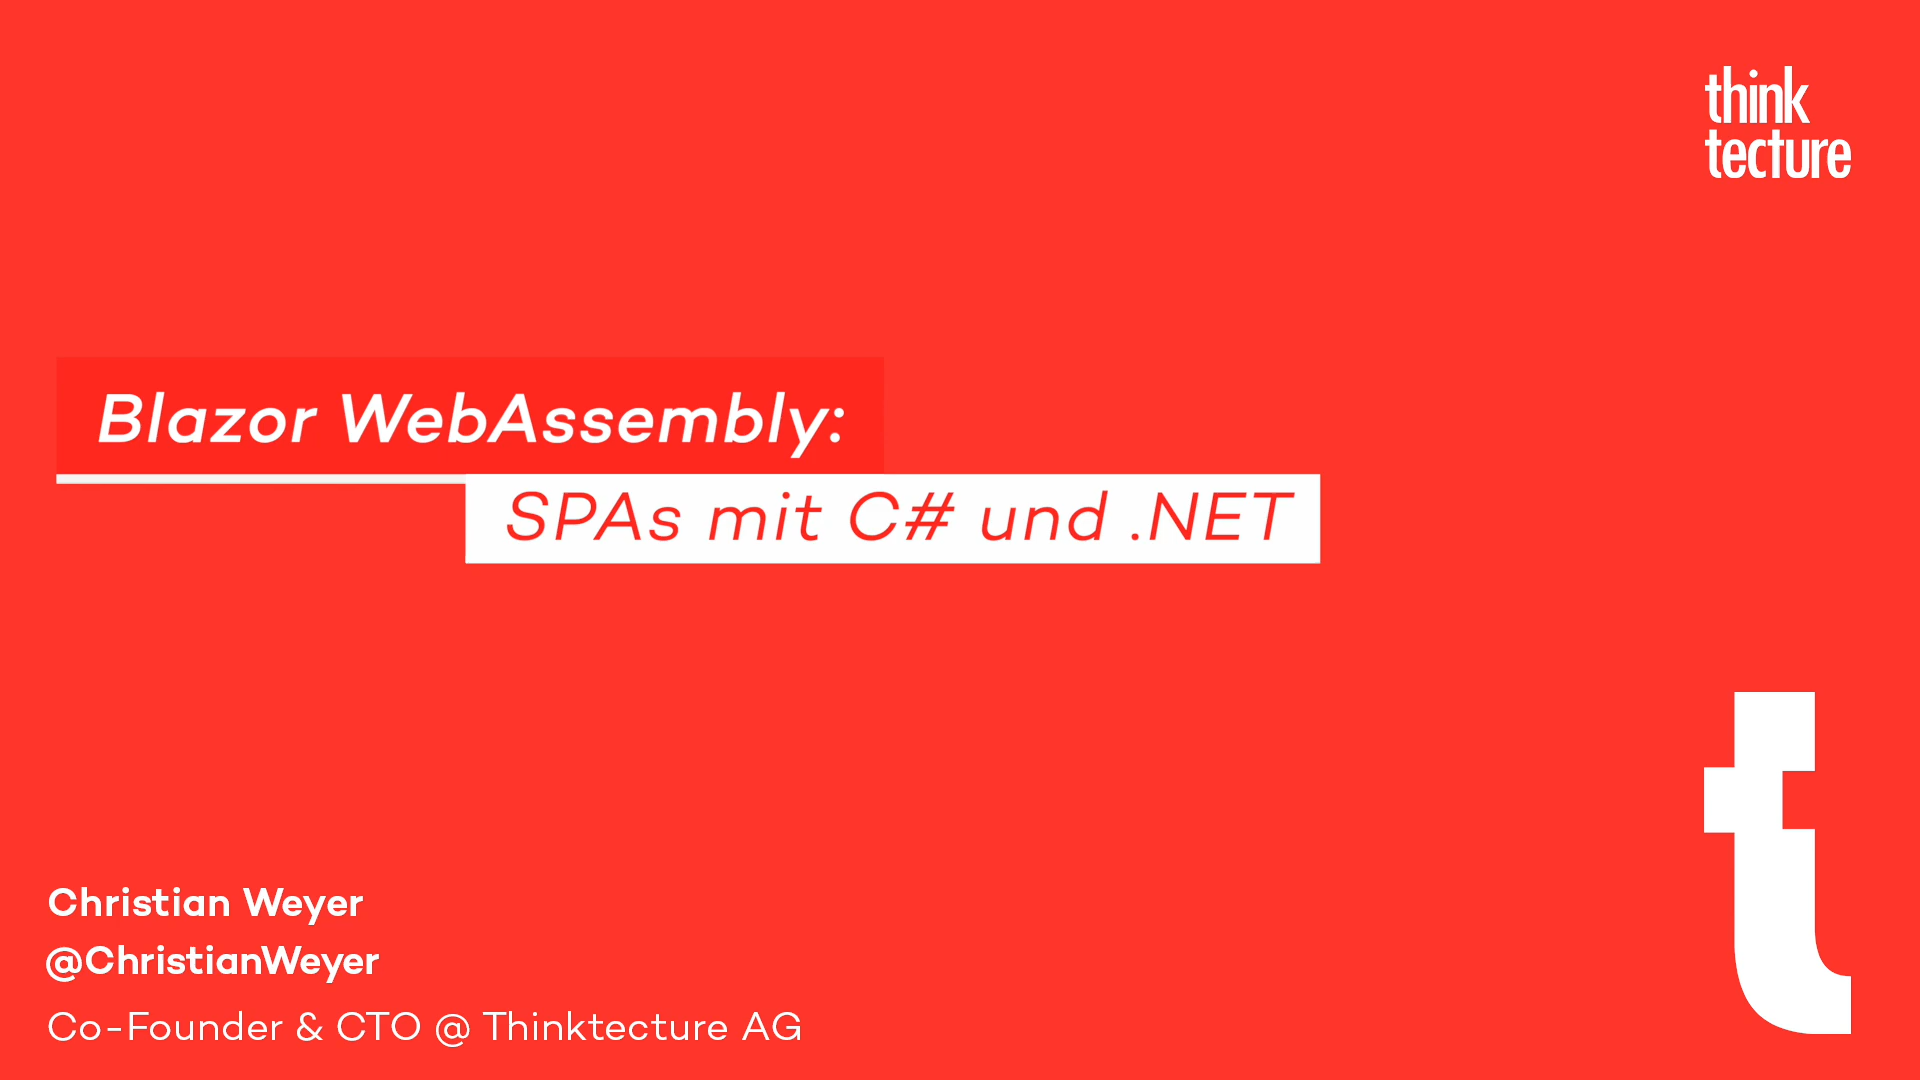 think
tecture
Blazor WebAssembly:
SPAs mit C# und .NET
Christian Weyer
@ChristianWeyer
Co-Founder & CTO @ Thinktecture AG
t